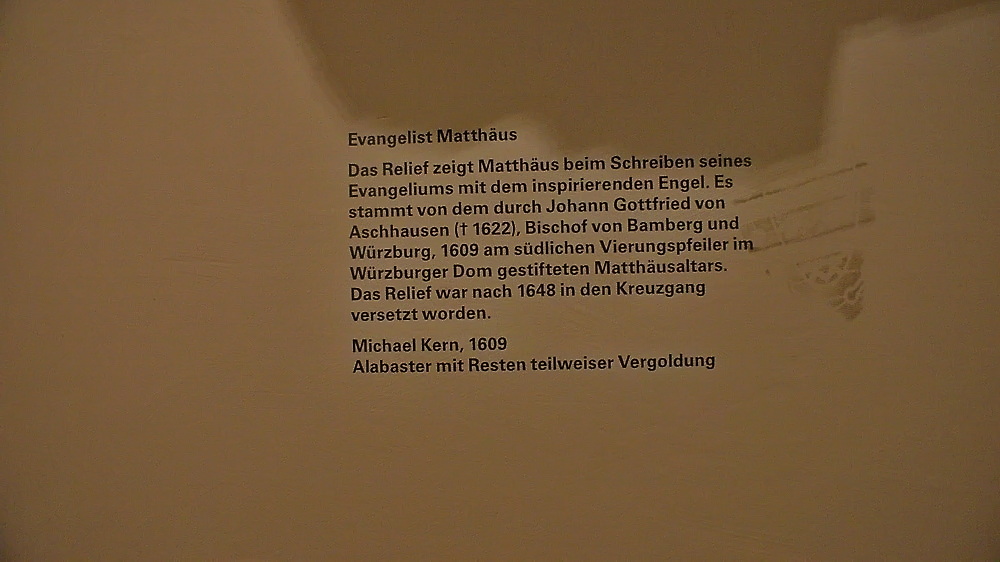 Evangelist Matthäus
Das Relief zeigt Matthäus beim Schreiben seines
Evangeliums mit dem inspirierenden Engel. Es
stammt von dem durch Johann Gottfried von
Aschhausen († 1622), Bischof von Bamberg und
Würzburg, 1609 am südlichen Vierungspfeiler im
Würzburger Dom gestifteten Matthäusaltars.
Das Relief war nach 1648 in den Kreuzgang
versetzt worden.
Michael Kern, 1609
Alabaster mit Resten teilweiser Vergoldung